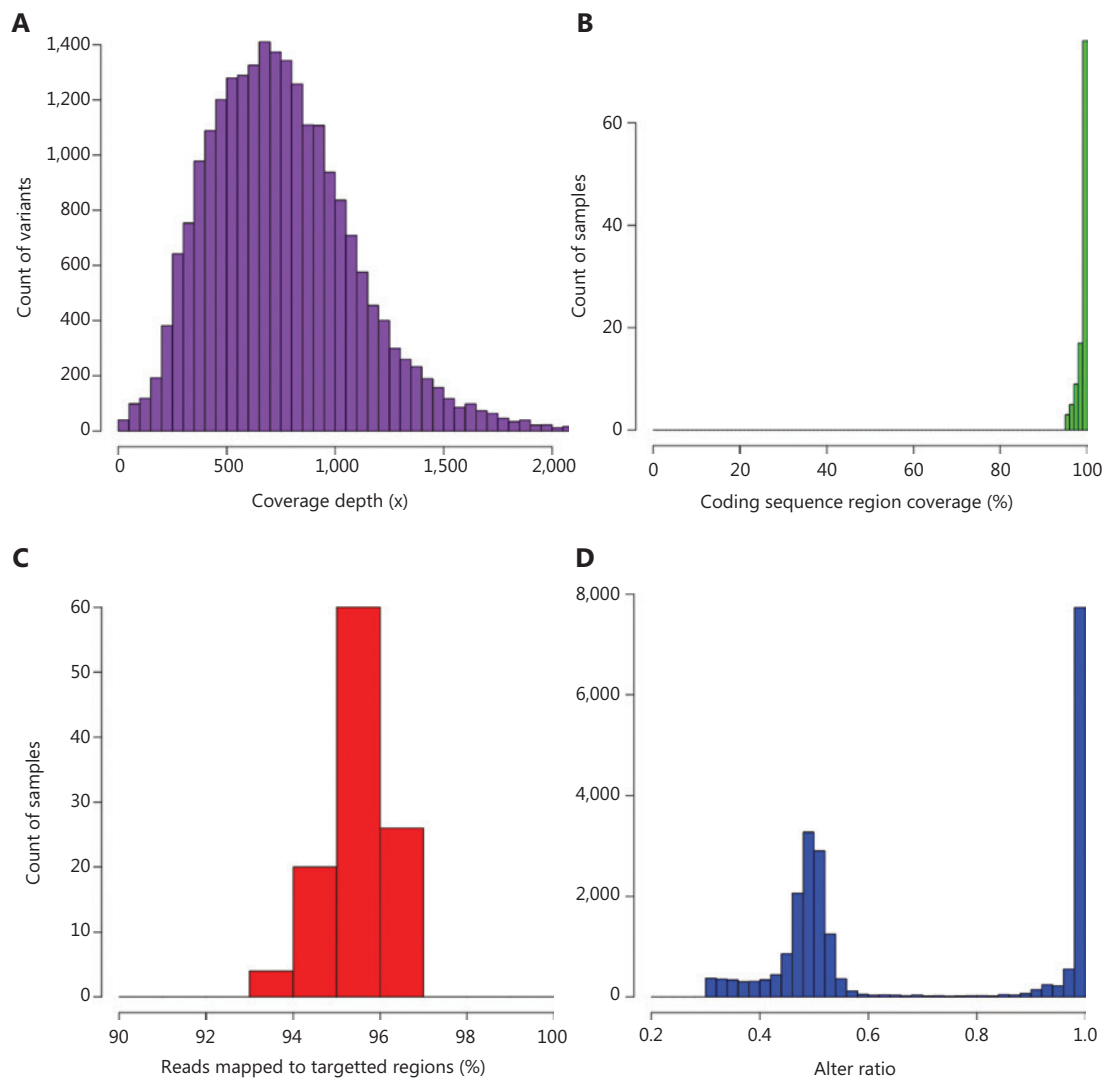 A
1,400
1,200
1,000
800
600
400
200
0
Count of variants
0 500 1,000 1,500 2,000
Coverage depth (x)
B
60
40
20
0
Count of samples
0 20 40 60 80 100
Coding sequence region coverage (%)
C
60
50
40
30
20
10
0
Count of samples
90 92 94 96 98 100
Reads mapped to targetted regions (%)
D
8,000
6,000
4,000
2,000
0
0.2 0.4 0.6 0.8 1.0
Alter ratio